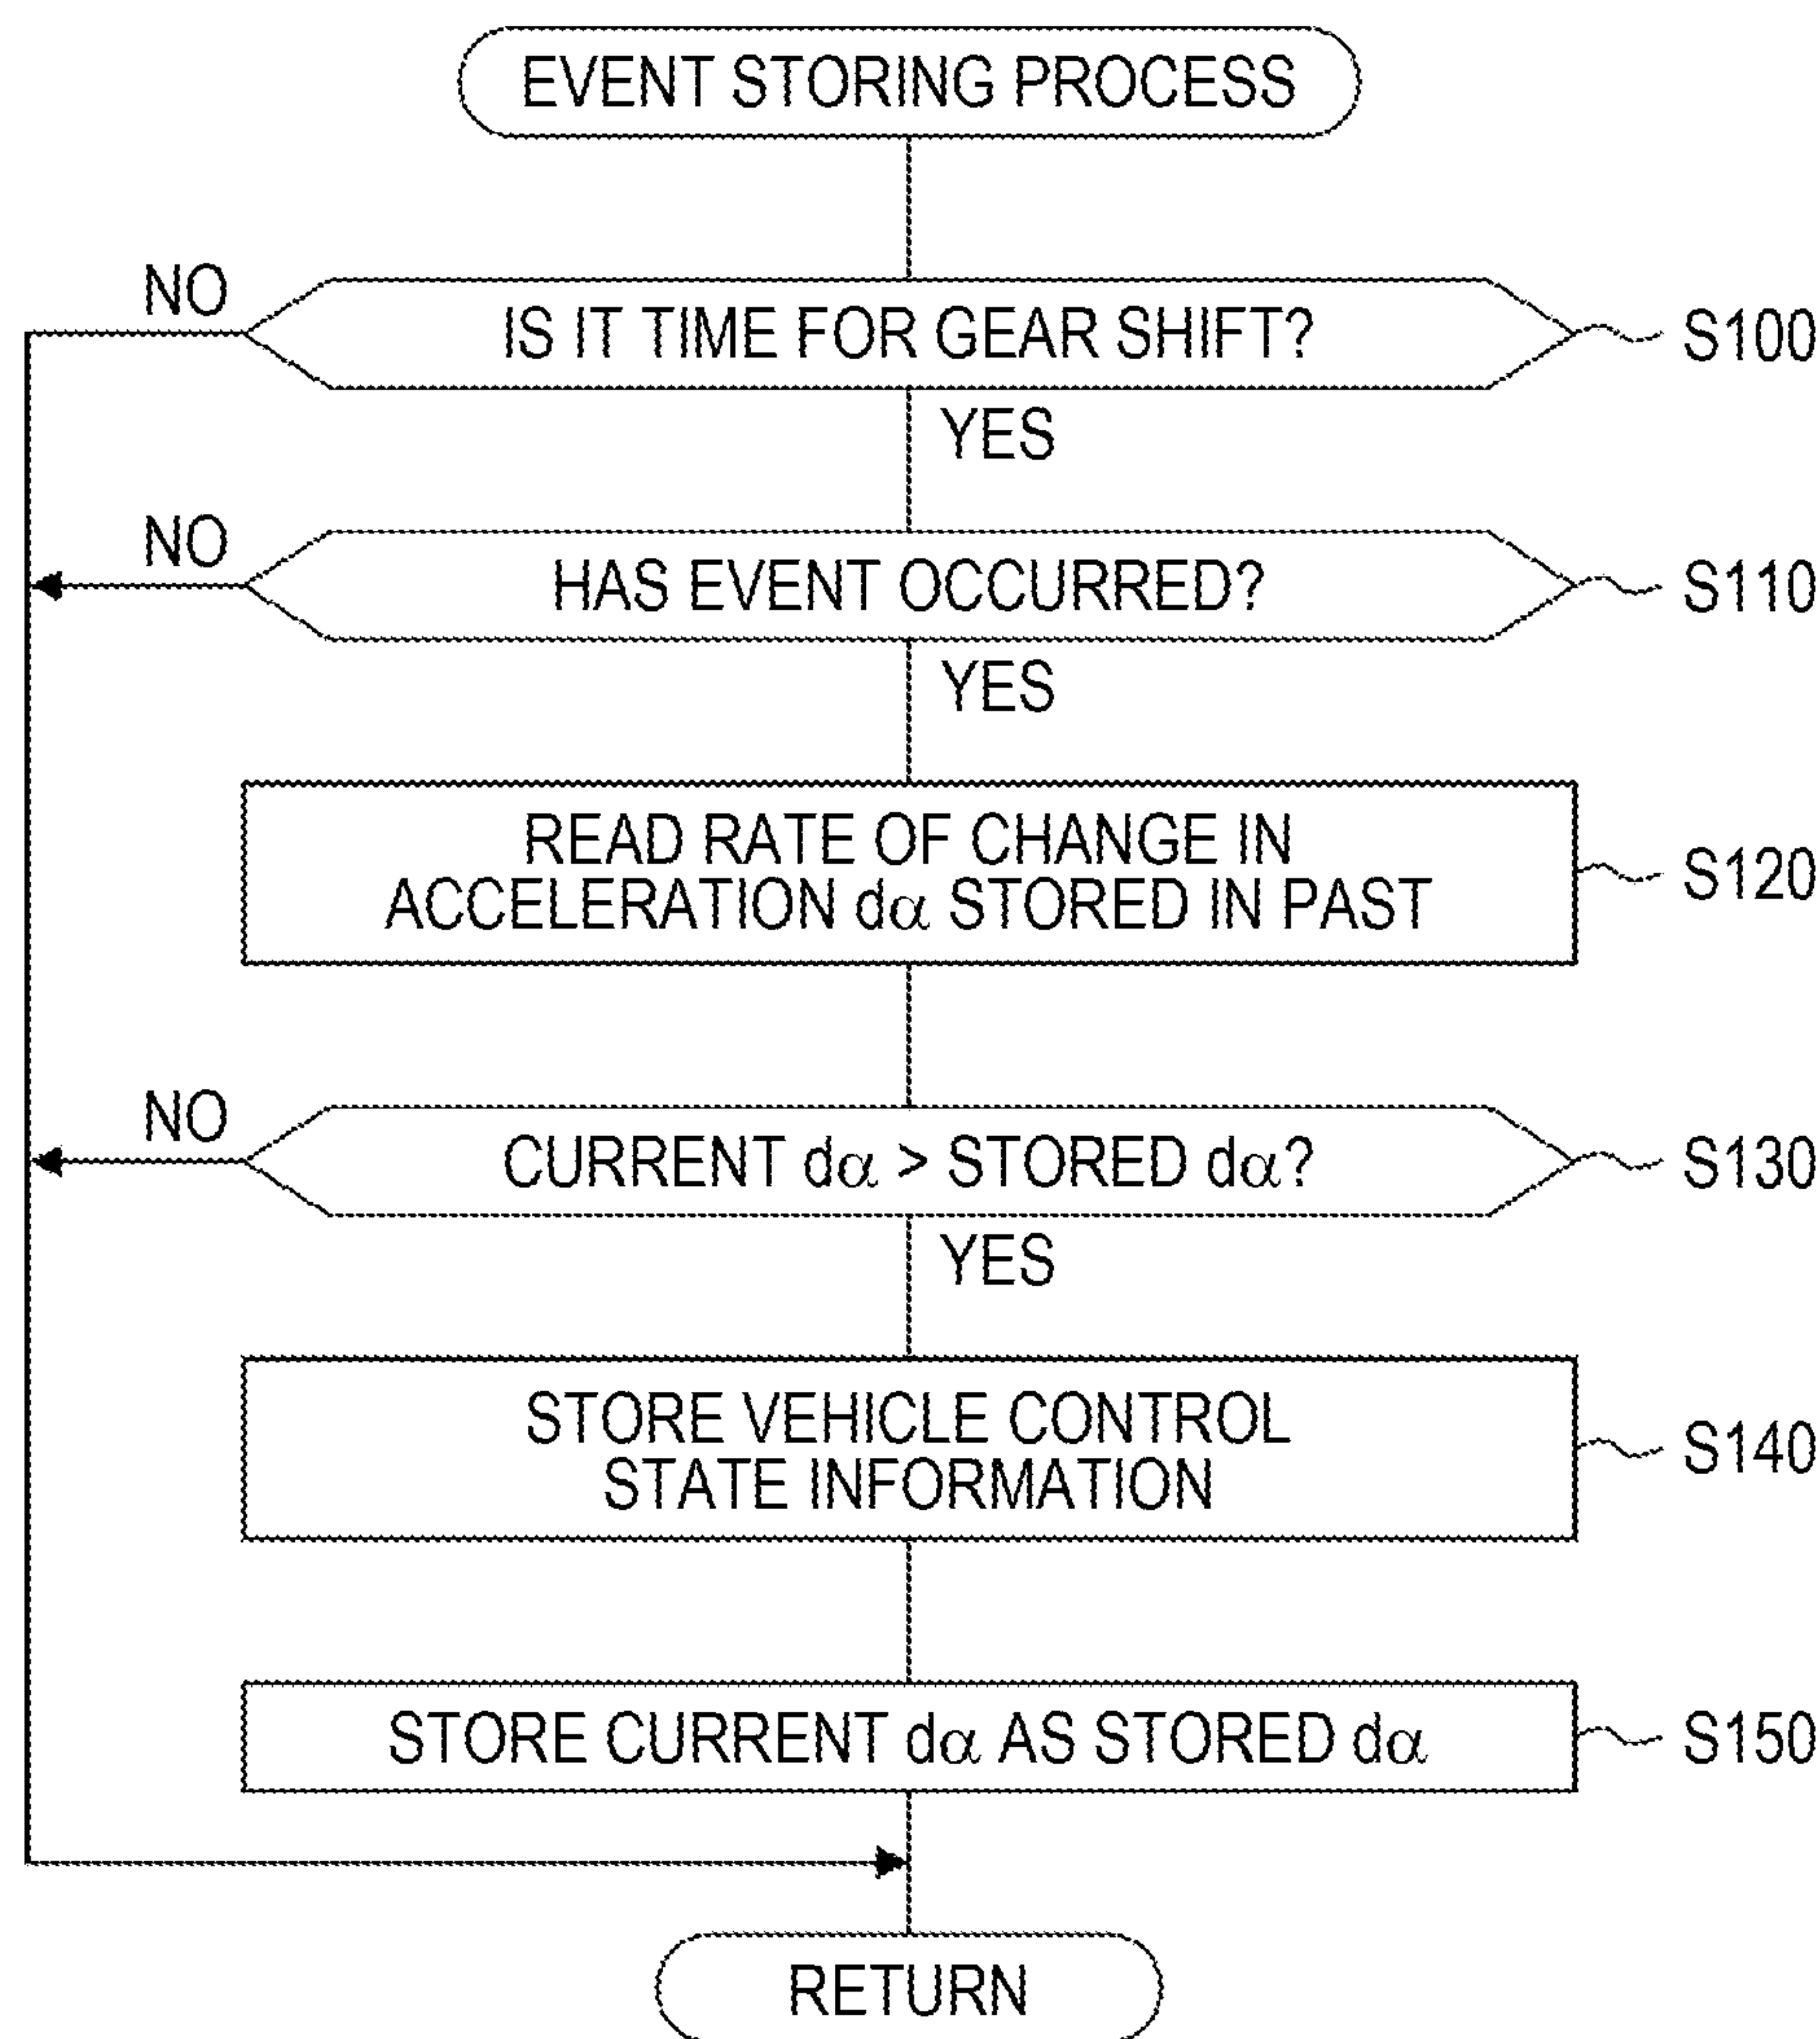 EVENT STORING PROCESS
NO
IS IT TIME FOR GEAR SHIFT?
S100
YES
NO
HAS EVENT OCCURRED?
S110
YES
READ RATE OF CHANGE IN
ACCELERATION dα STORED IN PAST
S120
NO
CURRENT dα > STORED dα?
S130
YES
STORE VEHICLE CONTROL
STATE INFORMATION
S140
STORE CURRENT dα AS STORED dα
S150
RETURN